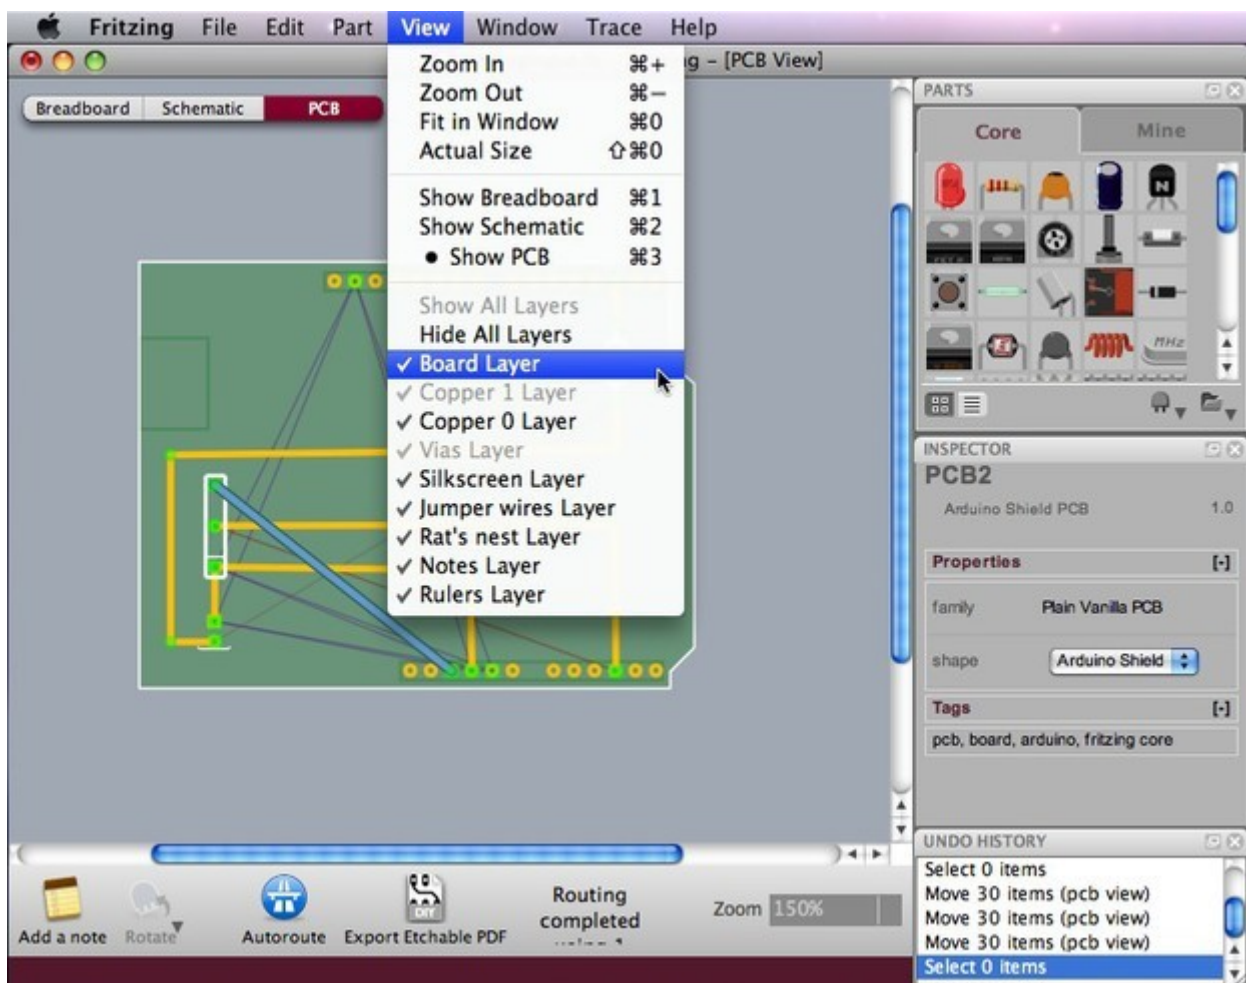 Fritzing File Edit Part View Window Trace Help
g – [PCB View]
Breadboard Schematic PCB
Zoom In ⌘+
Zoom Out ⌘–
Fit in Window ⌘0
Actual Size ⇧⌘0
Show Breadboard ⌘1
Show Schematic ⌘2
• Show PCB ⌘3
Show All Layers
Hide All Layers
✓ Board Layer
✓ Copper 1 Layer
✓ Copper 0 Layer
✓ Vias Layer
✓ Silkscreen Layer
✓ Jumper wires Layer
✓ Rat's nest Layer
✓ Notes Layer
✓ Rulers Layer
PARTS
Core Mine
N
MHz
INSPECTOR
PCB2
Arduino Shield PCB 1.0
Properties [-]
family Plain Vanilla PCB
shape Arduino Shield
Tags [-]
pcb, board, arduino, fritzing core
UNDO HISTORY
Select 0 items
Move 30 items (pcb view)
Move 30 items (pcb view)
Move 30 items (pcb view)
Select 0 items
Add a note Rotate Autoroute DIY Export Etchable PDF
Routing
completed
Zoom 150%